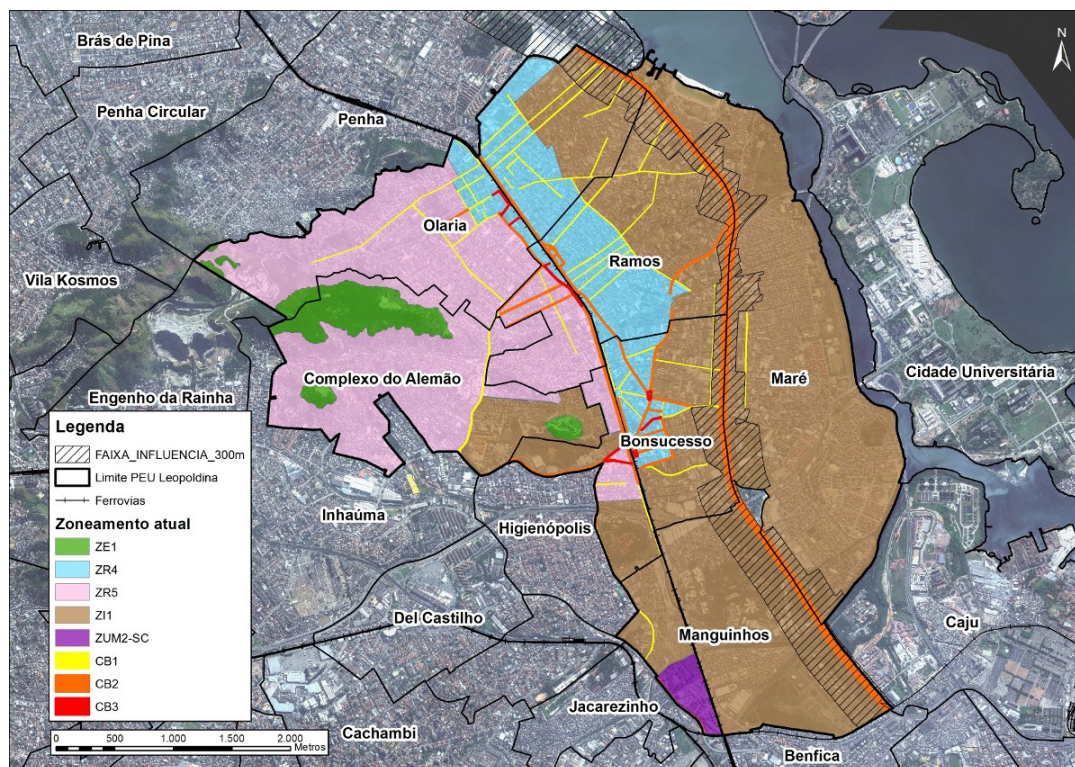 Brás de Pina
N
Penha Circular
Penha
Olaria
Ramos
Vila Kosmos
Complexo do Alemão
Maré
Cidade Universitária
Engenho da Rainha
Bonsucesso
Inhaúma
Higienópolis
Del Castilho
Manguinhos
Caju
Jacarezinho
Cachambi
Benfica
Legenda
FAIXA_INFLUENCIA_300m
Limite PEU Leopoldina
Ferrovias
Zoneamento atual
ZE1
ZR4
ZR5
ZI1
ZUM2-SC
CB1
CB2
CB3
0 500 1.000 1.500 2.000
Metros